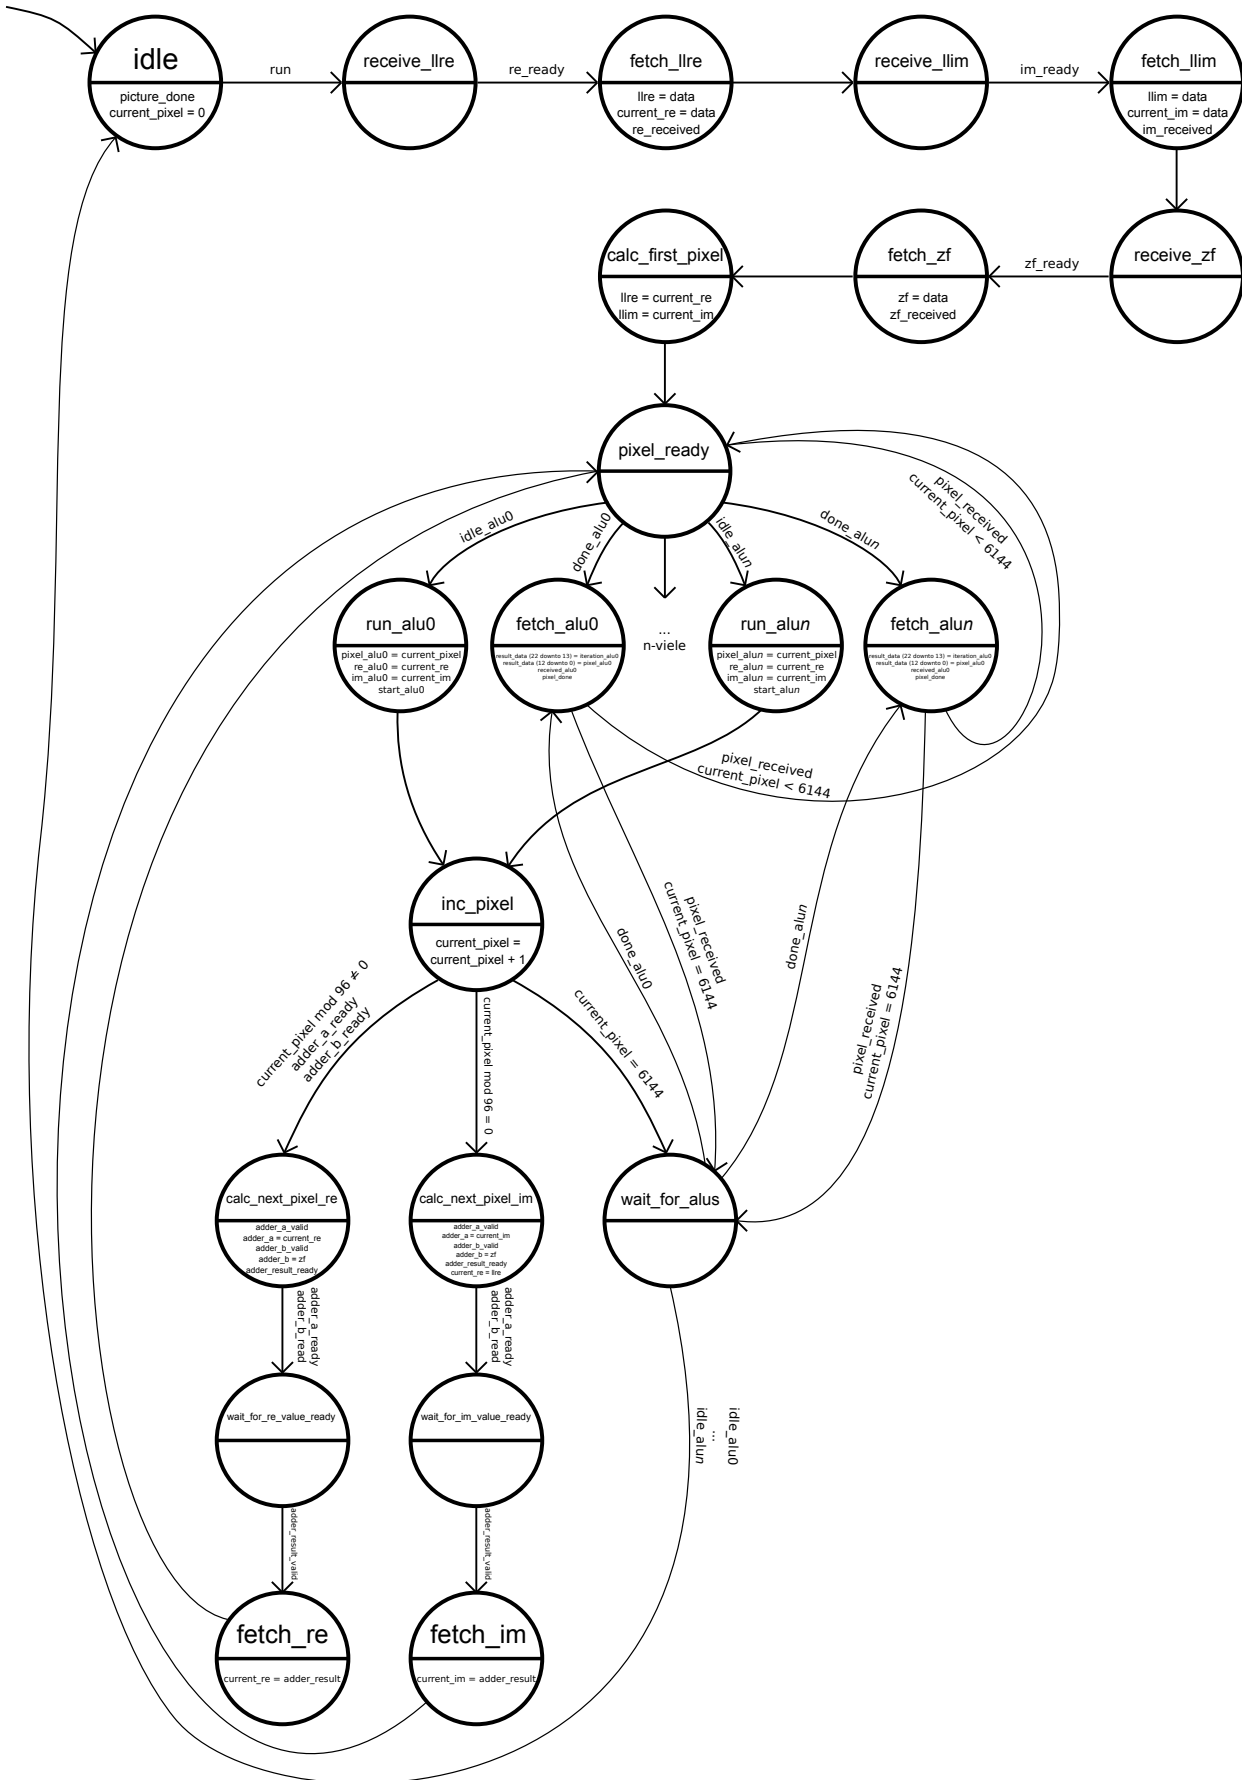 idle
picture_done
current_pixel = 0
run
receive_llre
re_ready
fetch_llre
llre = data
current_re = data
re_received
receive_llim
im_ready
fetch_llim
llim = data
current_im = data
im_received
calc_first_pixel
llre = current_re
llim = current_im
fetch_zf
zf = data
zf_received
zf_ready
receive_zf
pixel_ready
idle_alu0
done_alu0
idle_alun
done_alun
pixel_received
current_pixel < 6144
run_alu0
pixel_alu0 = current_pixel
re_alu0 = current_re
im_alu0 = current_im
start_alu0
fetch_alu0
result_data (22 downto 13) = iteration_alu0
result_data (12 downto 0) = pixel_alu0
received_alu0
pixel_done
...
n-viele
run_alun
pixel_alun = current_pixel
re_alun = current_re
im_alun = current_im
start_alun
fetch_alun
result_data (22 downto 13) = iteration_alu0
result_data (12 downto 0) = pixel_alu0
received_alu0
pixel_done
pixel_received
current_pixel < 6144
inc_pixel
current_pixel =
current_pixel + 1
done_alu0
pixel_received
current_pixel = 6144
done_alun
pixel_received
current_pixel = 6144
current_pixel mod 96 ≠ 0
adder_a_ready
adder_b_ready
current_pixel mod 96 = 0
current_pixel = 6144
calc_next_pixel_re
adder_a_valid
adder_a = current_re
adder_b_valid
adder_b = zf
adder_result_ready
calc_next_pixel_im
adder_a_valid
adder_a = current_im
adder_b_valid
adder_b = zf
adder_result_ready
current_re = llre
wait_for_alus
adder_a_ready
adder_b_read
adder_a_ready
adder_b_read
wait_for_re_value_ready
wait_for_im_value_ready
idle_alu0
...
idle_alun
adder_result_valid
adder_result_valid
fetch_re
current_re = adder_result
fetch_im
current_im = adder_result